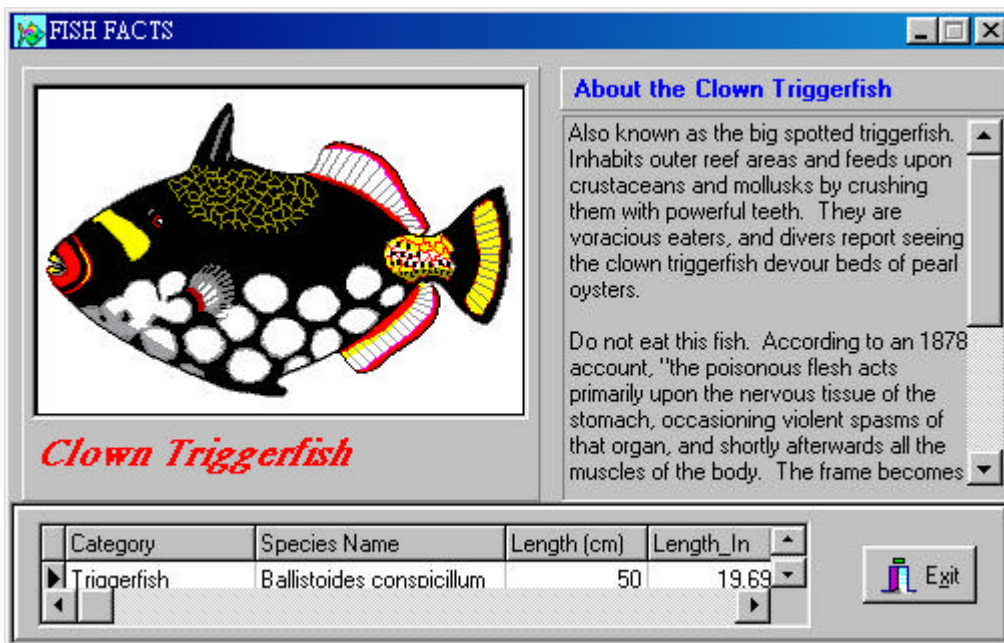 FISH FACTS
About the Clown Triggerfish
Also known as the big spotted triggerfish.
Inhabits outer reef areas and feeds upon
crustaceans and mollusks by crushing
them with powerful teeth. They are
voracious eaters, and divers report seeing
the clown triggerfish devour beds of pearl
oysters.
Do not eat this fish. According to an 1878
account, "the poisonous flesh acts
primarily upon the nervous tissue of the
stomach, occasioning violent spasms of
that organ, and shortly afterwards all the
muscles of the body. The frame becomes
Clown Triggerfish
Category Species Name Length (cm) Length_In
Triggerfish Ballistoides conspicillum 50 19.69
Exit